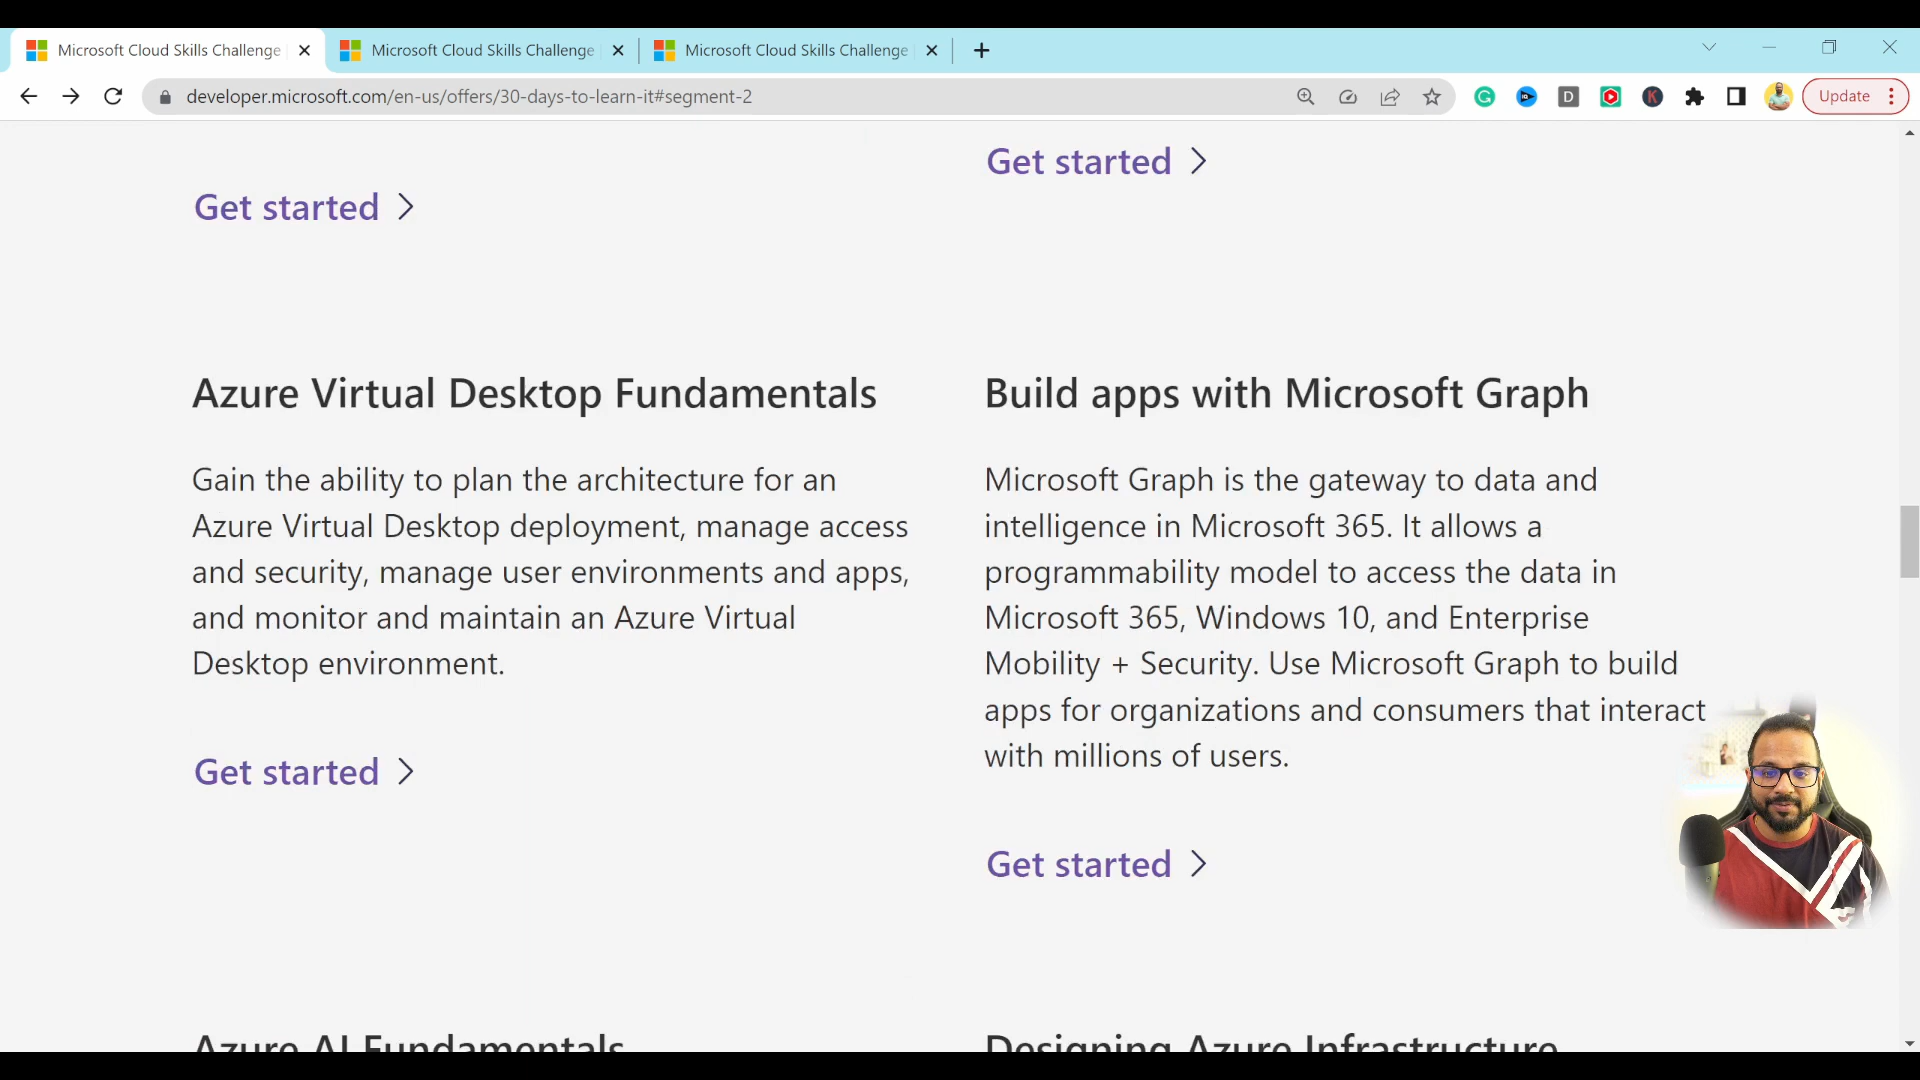 Microsoft Cloud Skills Challenge
Microsoft Cloud Skills Challenge
Microsoft Cloud Skills Challenge
developer.microsoft.com/en-us/offers/30-days-to-learn-it#segment-2
Update
Get started
Get started
Azure Virtual Desktop Fundamentals
Gain the ability to plan the architecture for an
Azure Virtual Desktop deployment, manage access
and security, manage user environments and apps,
and monitor and maintain an Azure Virtual
Desktop environment.
Get started
Build apps with Microsoft Graph
Microsoft Graph is the gateway to data and
intelligence in Microsoft 365. It allows a
programmability model to access the data in
Microsoft 365, Windows 10, and Enterprise
Mobility + Security. Use Microsoft Graph to build
apps for organizations and consumers that interact
with millions of users.
Get started
Azure AI Fundamentals
Designing Azure Infrastructure